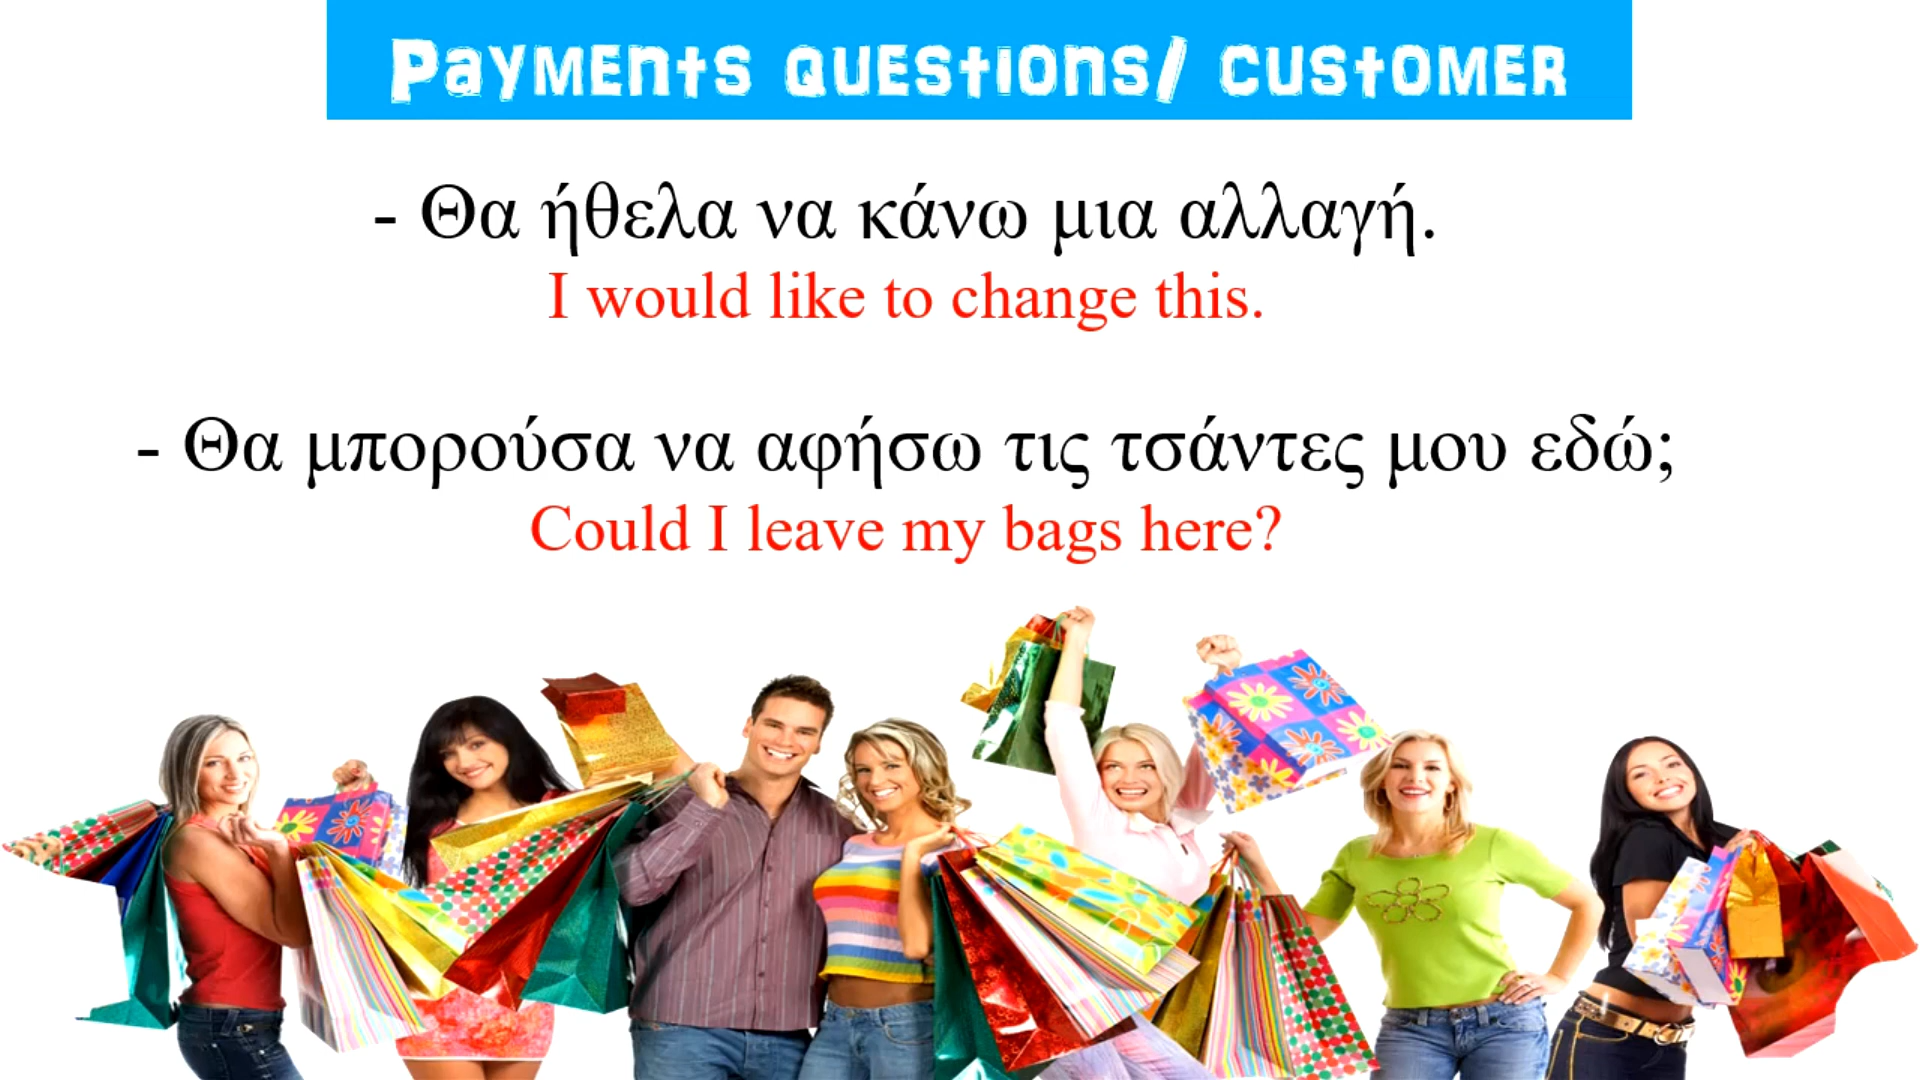 Payments questions/ customer
- Θα ήθελα να κάνω μια αλλαγή.
I would like to change this.
- Θα μπορούσα να αφήσω τις τσάντες μου εδώ;
Could I leave my bags here?